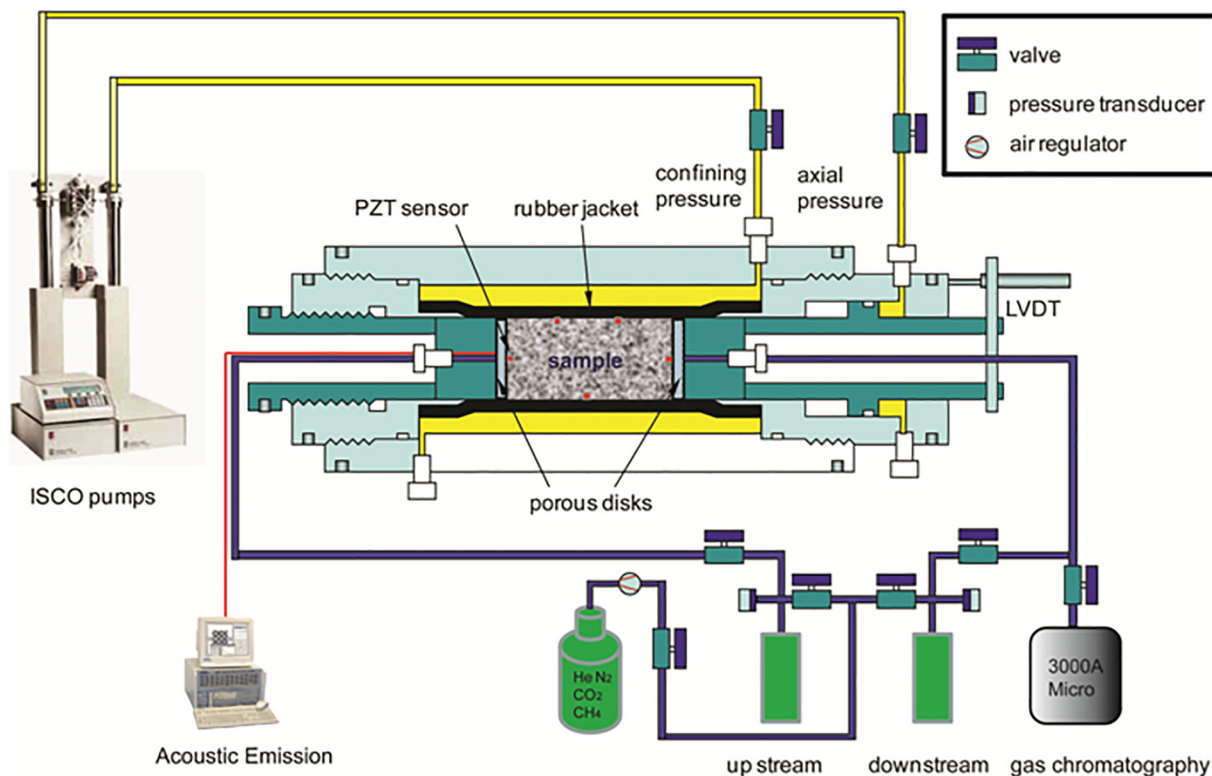 valve
pressure transducer
air regulator
confining
pressure
axial
pressure
PZT sensor
rubber jacket
LVDT
sample
ISCO pumps
porous disks
He N2
CO2
CH4
3000A
Micro
Acoustic Emission
up stream
downstream
gas chromatography